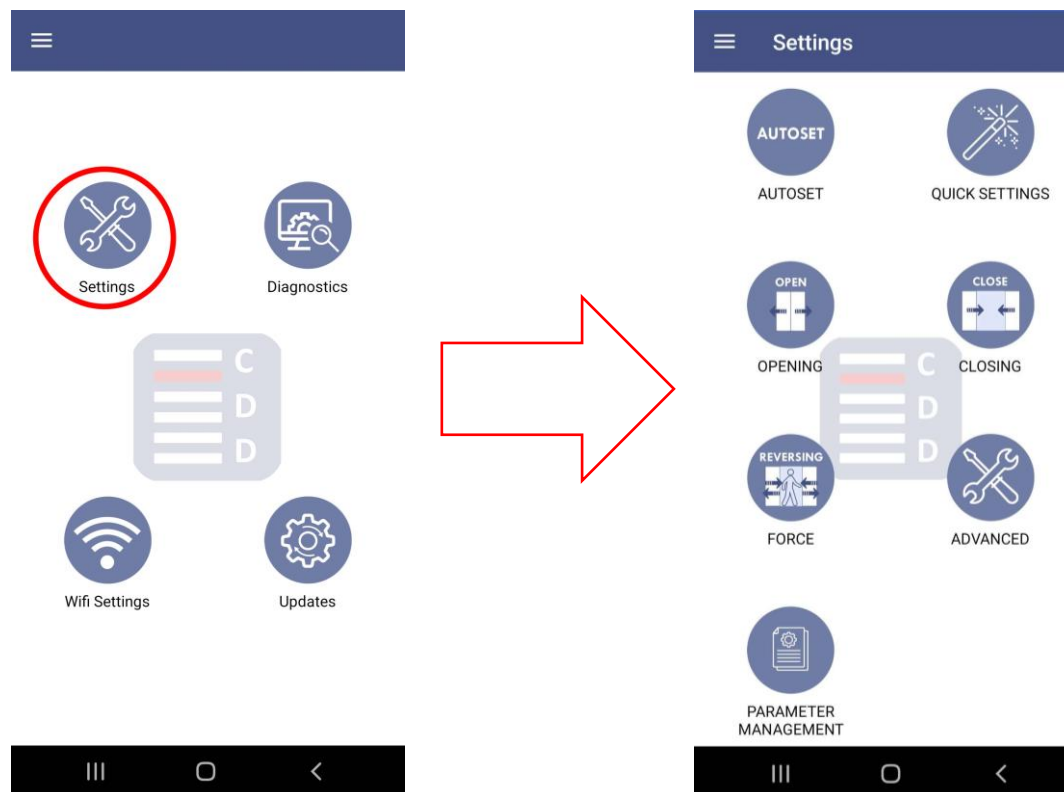 Settings
Diagnostics
C
D
D
Wifi Settings
Updates
Settings
AUTOSET
AUTOSET
QUICK SETTINGS
OPEN
OPENING
CLOSE
CLOSING
C
D
D
REVERSING
FORCE
ADVANCED
PARAMETER
MANAGEMENT